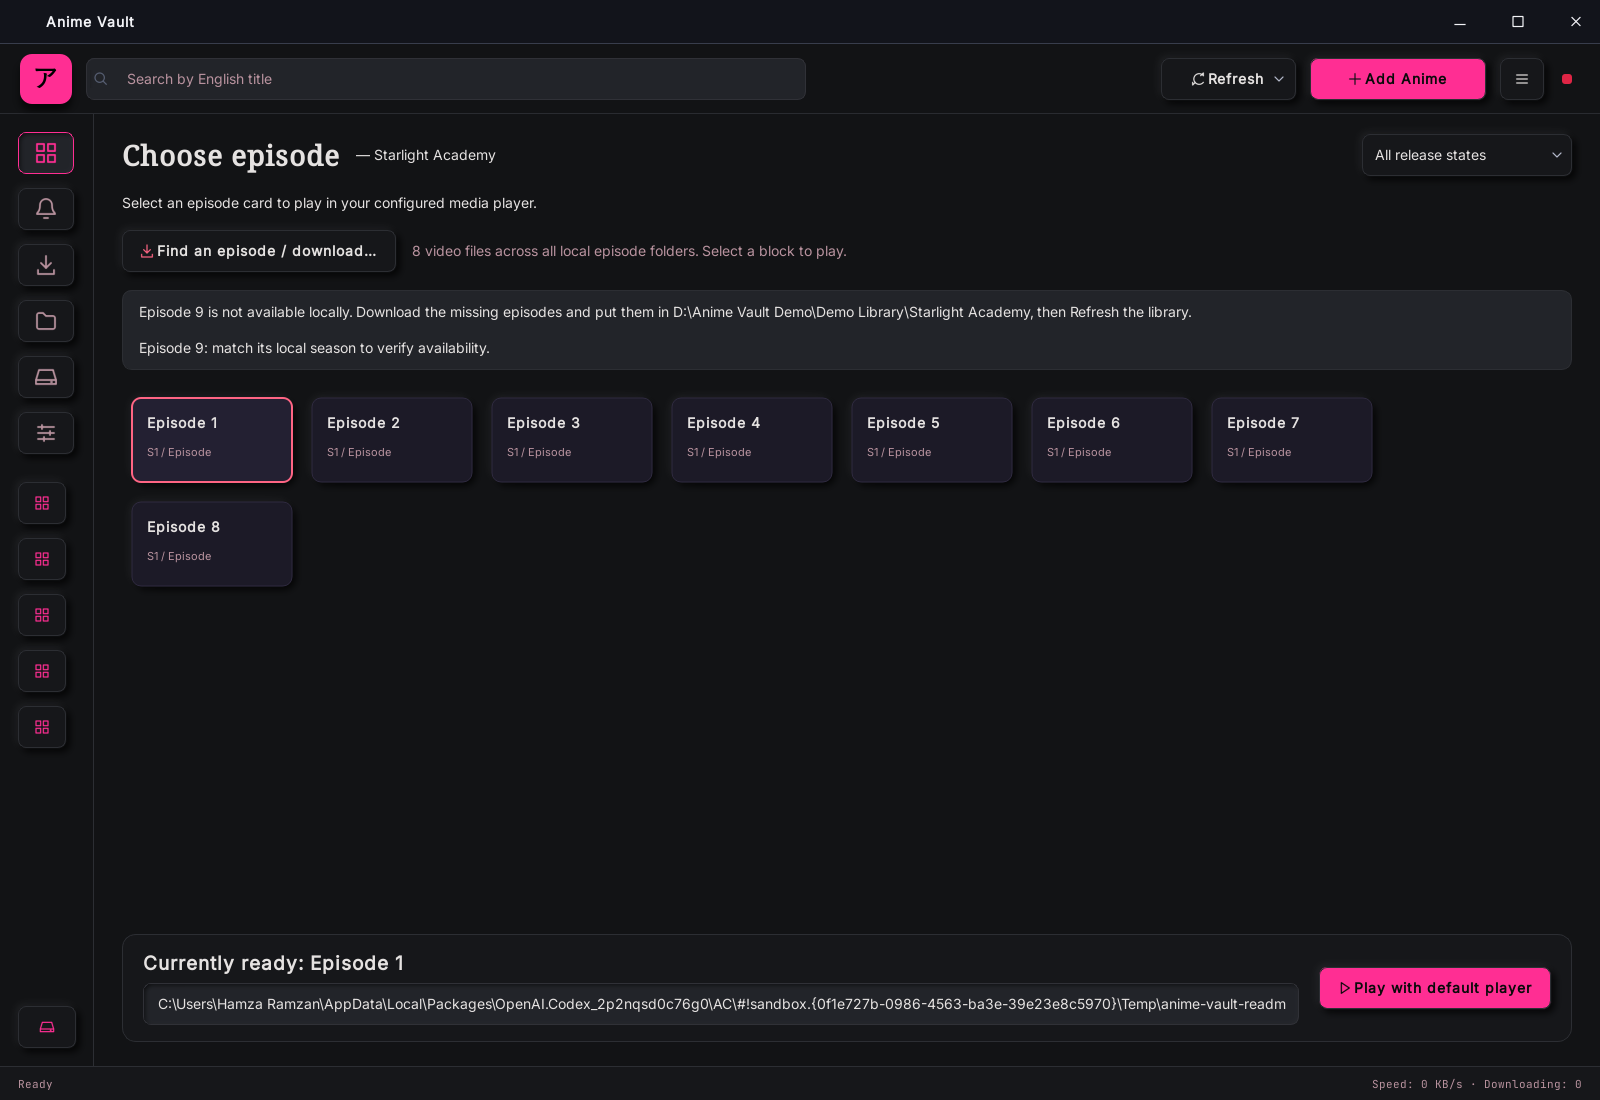 Anime Vault
ア
Search by English title
Refresh
Add Anime
Choose episode — Starlight Academy
All release states
Select an episode card to play in your configured media player.
Find an episode / download...
8 video files across all local episode folders. Select a block to play.
Episode 9 is not available locally. Download the missing episodes and put them in D:\Anime Vault Demo\Demo Library\Starlight Academy, then Refresh the library.
Episode 9: match its local season to verify availability.
Episode 1
S1 / Episode
Episode 2
S1 / Episode
Episode 3
S1 / Episode
Episode 4
S1 / Episode
Episode 5
S1 / Episode
Episode 6
S1 / Episode
Episode 7
S1 / Episode
Episode 8
S1 / Episode
Currently ready: Episode 1
C:\Users\Hamza Ramzan\AppData\Local\Packages\OpenAI.Codex_2p2nqsd0c76g0\AC\#!sandbox.{0f1e727b-0986-4563-ba3e-39e23e8c5970}\Temp\anime-vault-readm
Play with default player
Ready
Speed: 0 KB/s · Downloading: 0